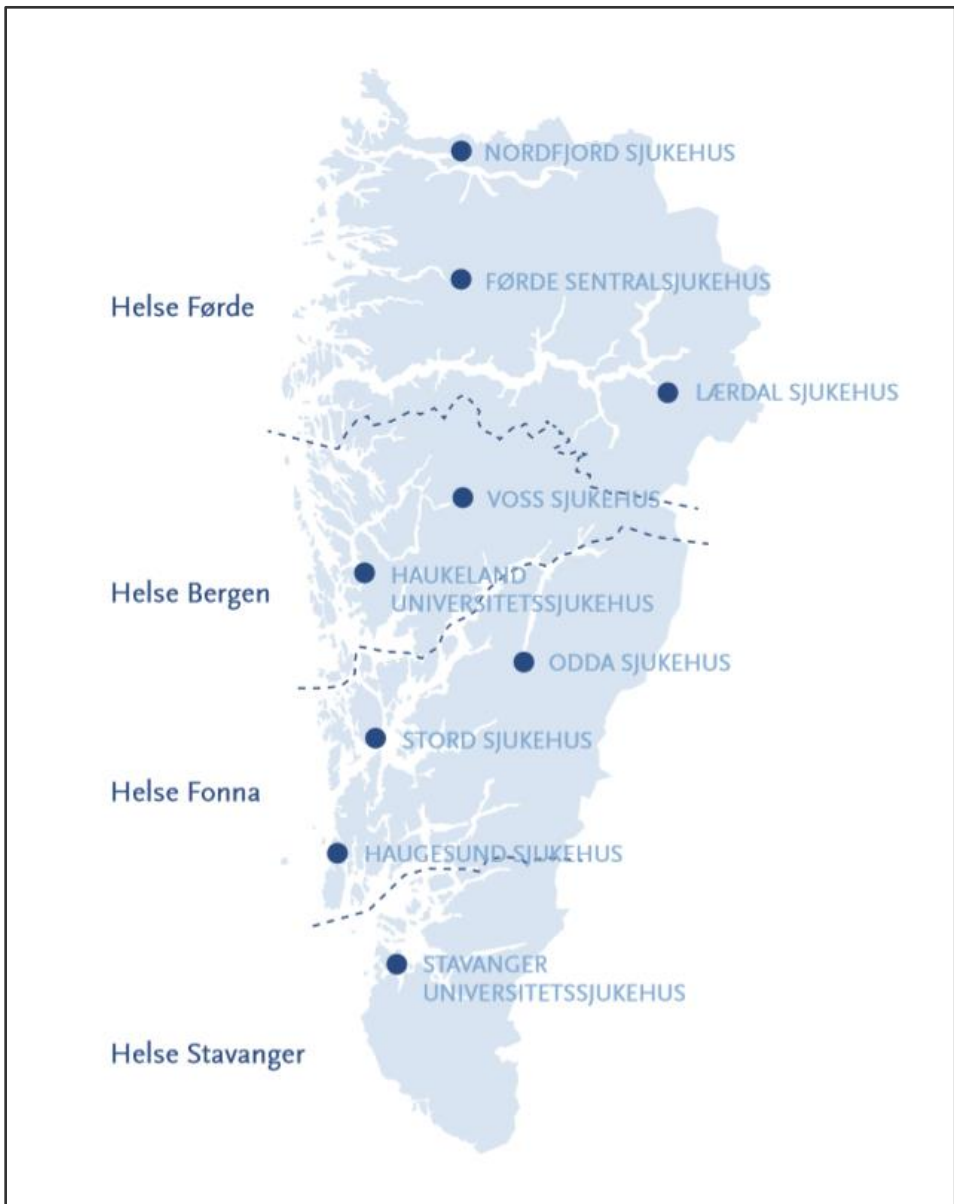 NORDFJORD SJUKEHUS
FØRDE SENTRALSJUKEHUS
Helse Førde
LÆRDAL SJUKEHUS
VOSS SJUKEHUS
HAUKELAND
UNIVERSITETSSJUKEHUS
Helse Bergen
ODDA SJUKEHUS
STORD SJUKEHUS
Helse Fonna
HAUGESUND SJUKEHUS
STAVANGER
UNIVERSITETSSJUKEHUS
Helse Stavanger